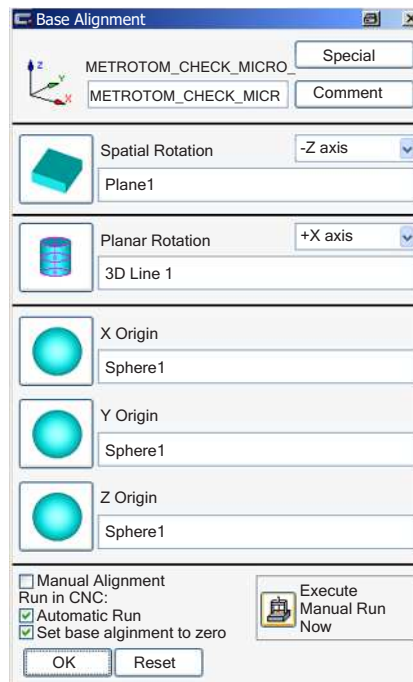 Base Alignment
METROTOM_CHECK_MICRO_
Special
METROTOM_CHECK_MICR
Comment
Spatial Rotation
-Z axis
Plane1
Planar Rotation
+X axis
3D Line 1
X Origin
Sphere1
Y Origin
Sphere1
Z Origin
Sphere1
Manual Alignment
Run in CNC:
Automatic Run
Set base alginment to zero
Execute
Manual Run
Now
OK
Reset
z
y
x